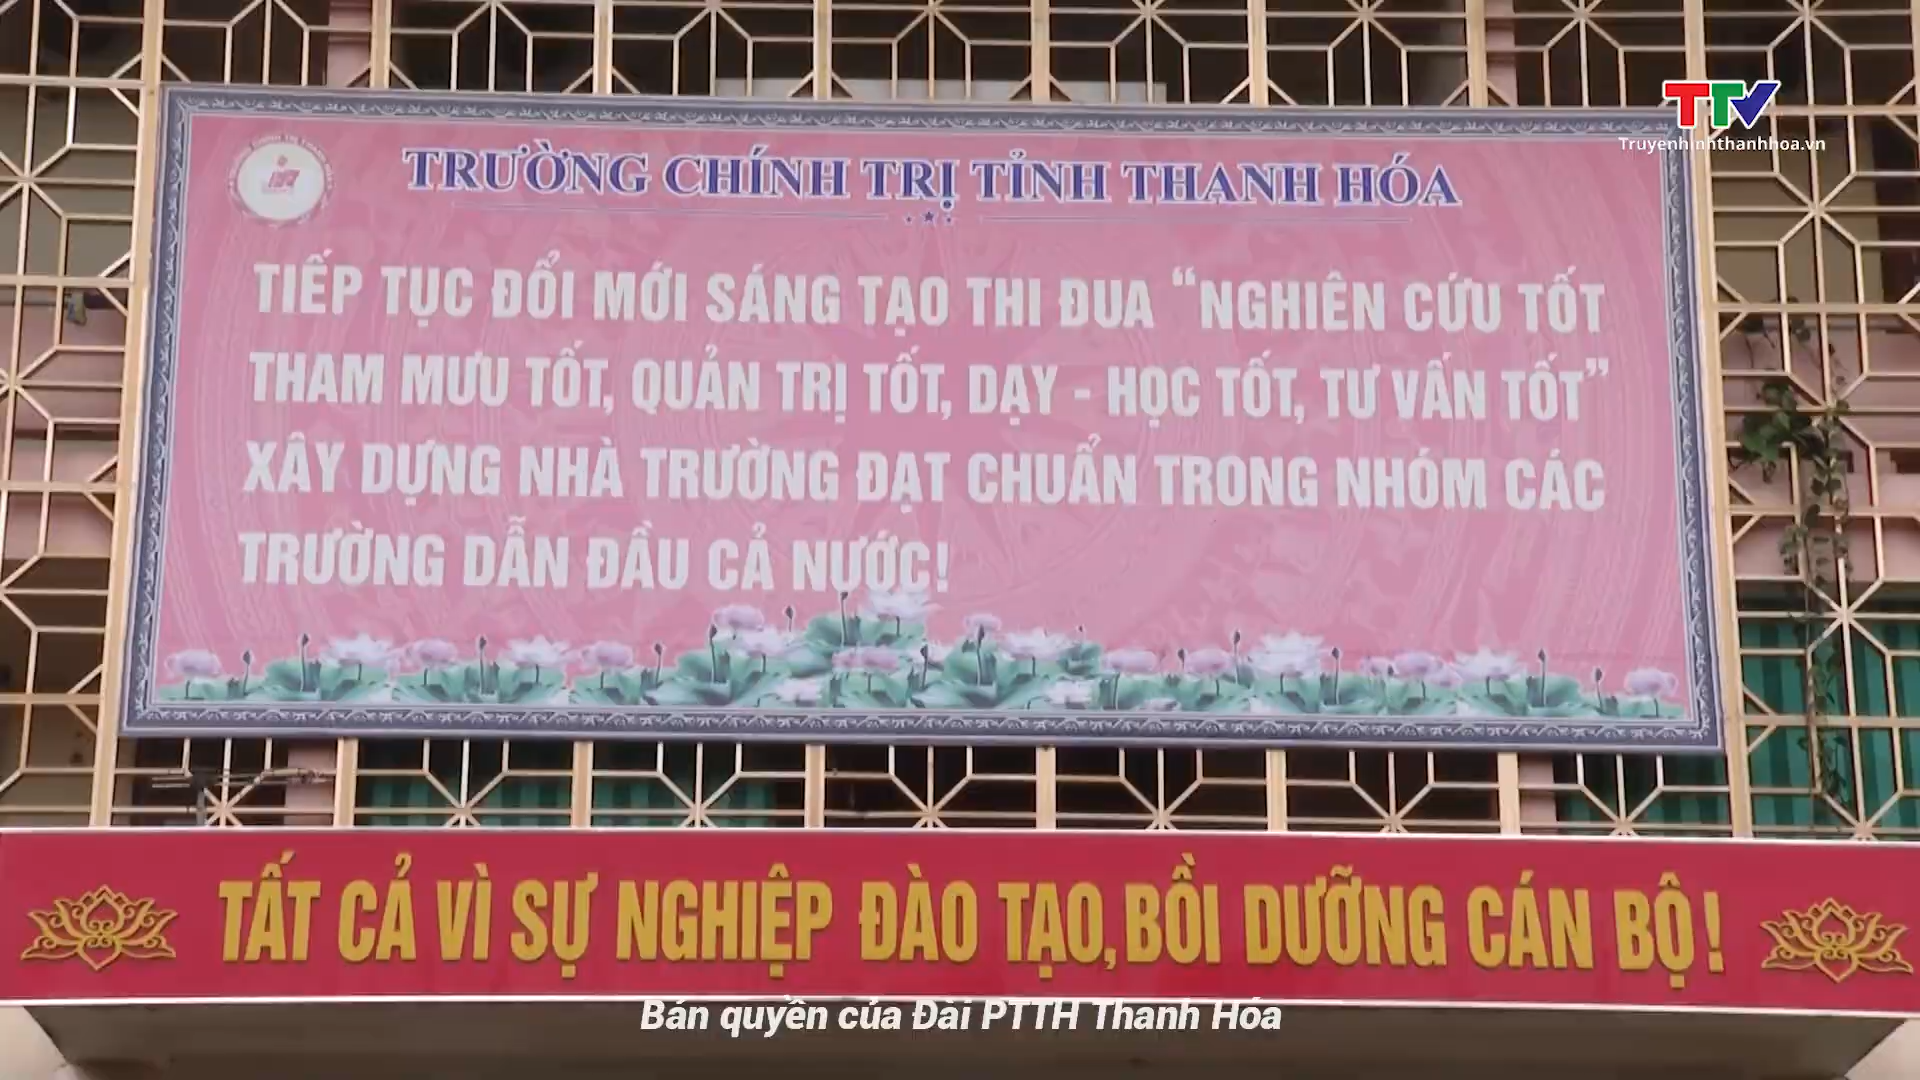 TTV
Truyenhinhthanhhoa.vn
TRƯỜNG CHÍNH TRỊ TỈNH THANH HÓA
TIẾP TỤC ĐỔI MỚI SÁNG TẠO THI ĐUA “NGHIÊN CỨU TỐT
THAM MƯU TỐT, QUẢN TRỊ TỐT, DẠY - HỌC TỐT, TƯ VẤN TỐT”
XÂY DỰNG NHÀ TRƯỜNG ĐẠT CHUẨN TRONG NHÓM CÁC
TRƯỜNG DẪN ĐẦU CẢ NƯỚC!
TẤT CẢ VÌ SỰ NGHIỆP ĐÀO TẠO, BỒI DƯỠNG CÁN BỘ!
Bản quyền của Đài PTTH Thanh Hóa